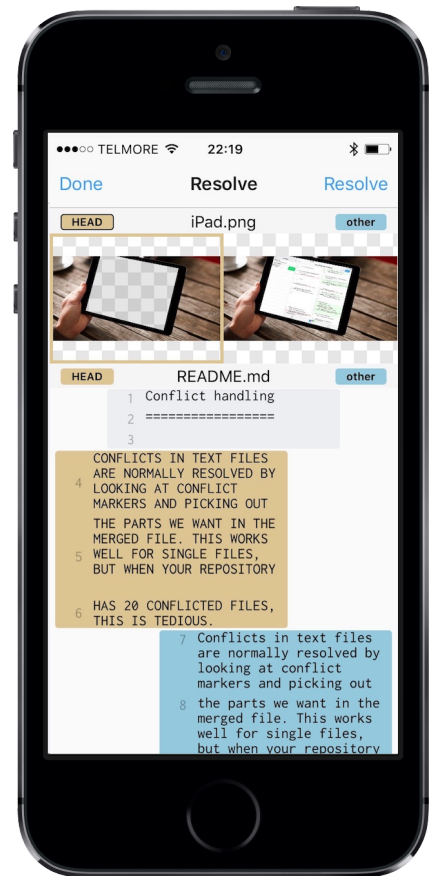 TELMORE 22:19
Done Resolve Resolve
HEAD iPad.png other
HEAD README.md other
1 Conflict handling
2 =================
3
CONFLICTS IN TEXT FILES
ARE NORMALLY RESOLVED BY
4 LOOKING AT CONFLICT
MARKERS AND PICKING OUT
THE PARTS WE WANT IN THE
MERGED FILE. THIS WORKS
5 WELL FOR SINGLE FILES,
BUT WHEN YOUR REPOSITORY
6 HAS 20 CONFLICTED FILES,
THIS IS TEDIOUS.
7 Conflicts in text files
are normally resolved by
looking at conflict
markers and picking out
8 the parts we want in the
merged file. This works
well for single files,
but when your repository